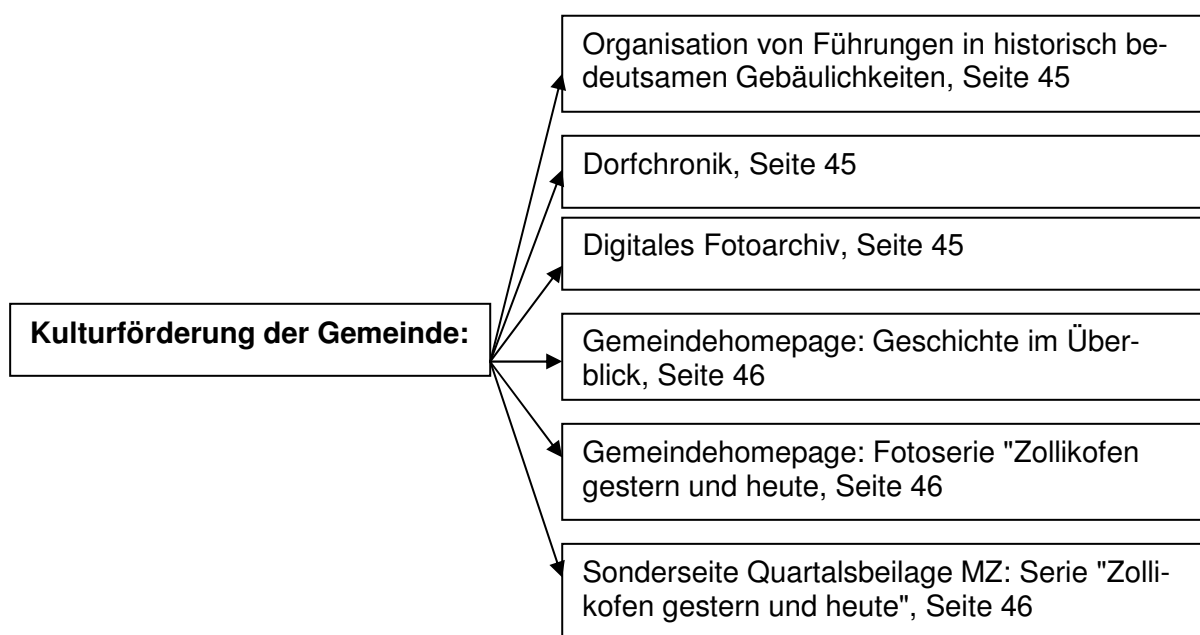 Organisation von Führungen in historisch be-
deutsamen Gebäulichkeiten, Seite 45
Dorfchronik, Seite 45
Digitales Fotoarchiv, Seite 45
Kulturförderung der Gemeinde:
Gemeindehomepage: Geschichte im Über-
blick, Seite 46
Gemeindehomepage: Fotoserie "Zollikofen
gestern und heute, Seite 46
Sonderseite Quartalsbeilage MZ: Serie "Zolli-
kofen gestern und heute", Seite 46